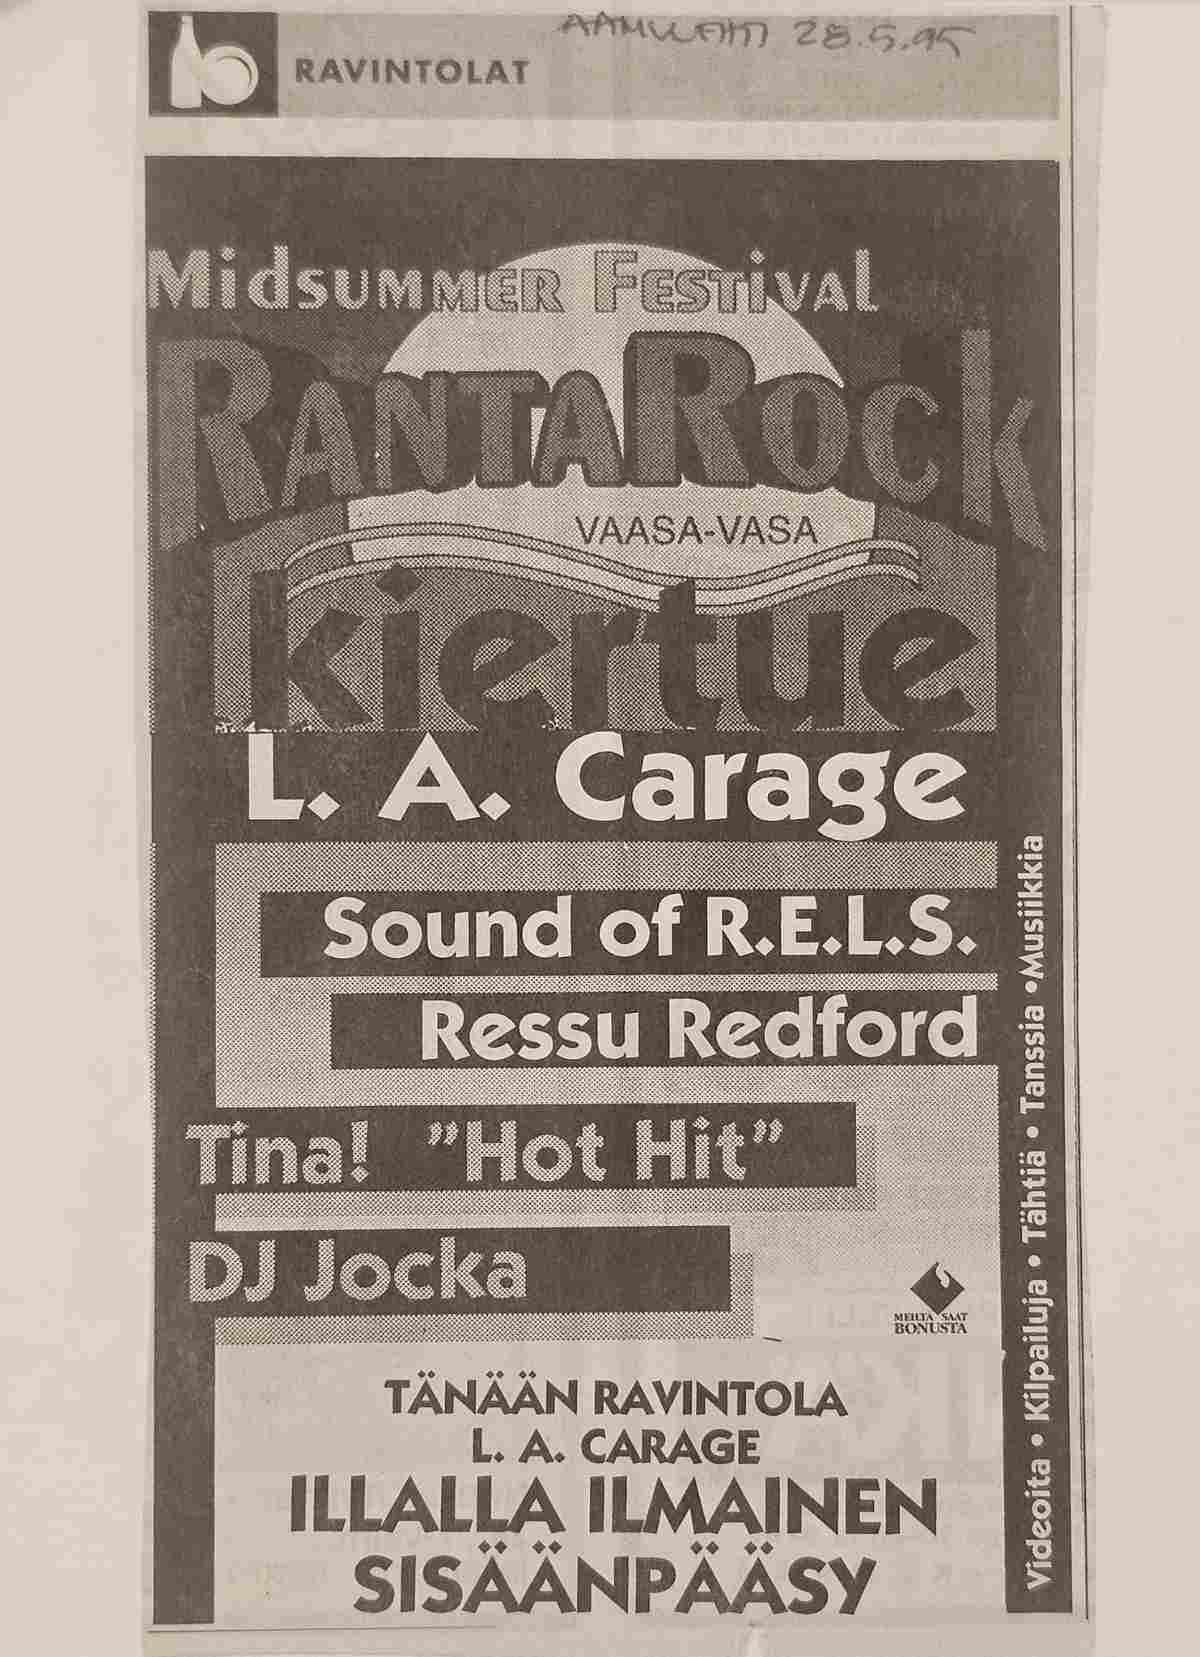 AAMULEHTI 28.5.95
RAVINTOLAT
MidSUMMER FESTiVAL
RANTAROCk
VAASA-VASA
kiertue
L. A. Carage
Sound of R.E.L.S.
Ressu Redford
Tina! "Hot Hit"
DJ Jocka
MEILTÄ SAAT
BONUSTA
TÄNÄÄN RAVINTOLA
L. A. CARAGE
ILLALLA ILMAINEN
SISÄÄNPÄÄSY
Videoita • Kilpailuja • Tähtiä • Tanssia •Musiikkia